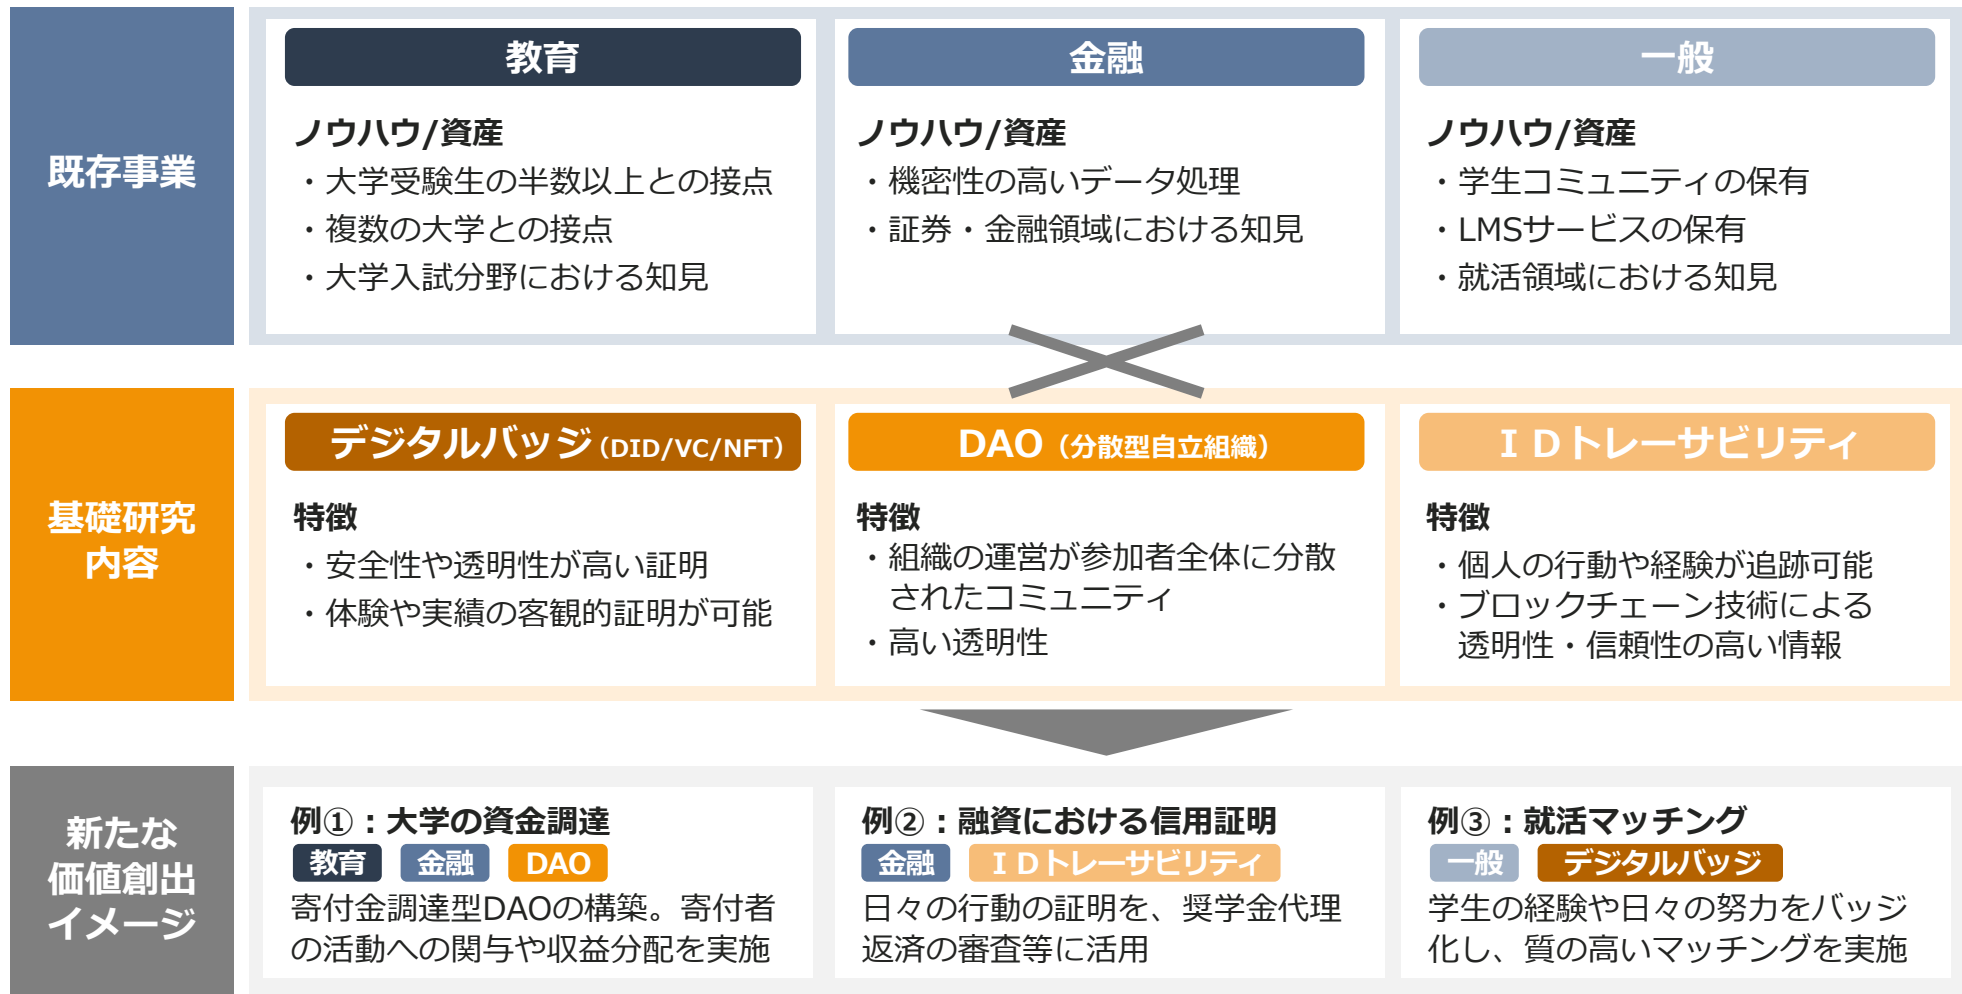 既存事業
教育
ノウハウ/資産
・大学受験生の半数以上との接点
・複数の大学との接点
・大学入試分野における知見
金融
ノウハウ/資産
・機密性の高いデータ処理
・証券・金融領域における知見
一般
ノウハウ/資産
・学生コミュニティの保有
・LMSサービスの保有
・就活領域における知見
基礎研究
内容
デジタルバッジ（DID/VC/NFT）
特徴
・安全性や透明性が高い証明
・体験や実績の客観的証明が可能
DAO（分散型自立組織）
特徴
・組織の運営が参加者全体に分散
されたコミュニティ
・高い透明性
ＩＤトレーサビリティ
特徴
・個人の行動や経験が追跡可能
・ブロックチェーン技術による
透明性・信頼性の高い情報
新たな
価値創出
イメージ
例①：大学の資金調達
教育 金融 DAO
寄付金調達型DAOの構築。寄付者
の活動への関与や収益分配を実施
例②：融資における信用証明
金融 ＩＤトレーサビリティ
日々の行動の証明を、奨学金代理
返済の審査等に活用
例③：就活マッチング
一般 デジタルバッジ
学生の経験や日々の努力をバッジ
化し、質の高いマッチングを実施